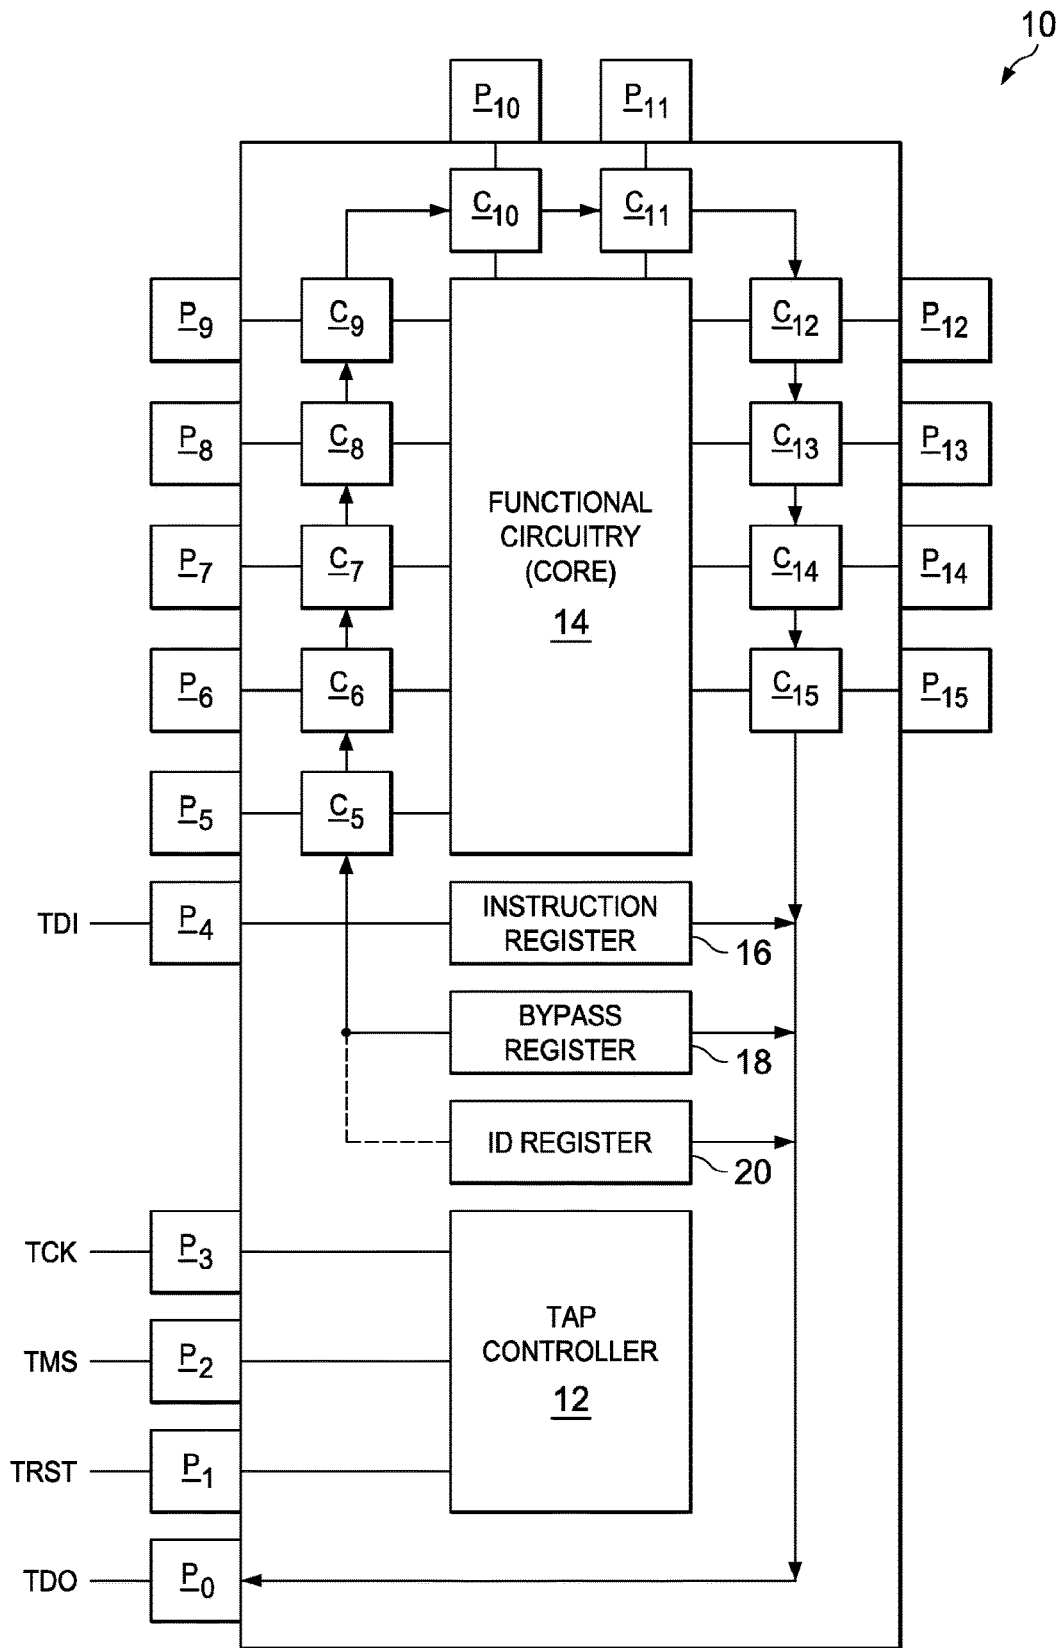 10
P10 P11
C10 C11
P9 C9 C12 P12
P8 C8 C13 P13
FUNCTIONAL
CIRCUITRY
(CORE)
14
P7 C7 C14 P14
P6 C6 C15 P15
P5 C5
TDI P4
INSTRUCTION
REGISTER
16
BYPASS
REGISTER
18
ID REGISTER
20
TCK P3
TAP
CONTROLLER
12
TMS P2
TRST P1
TDO P0